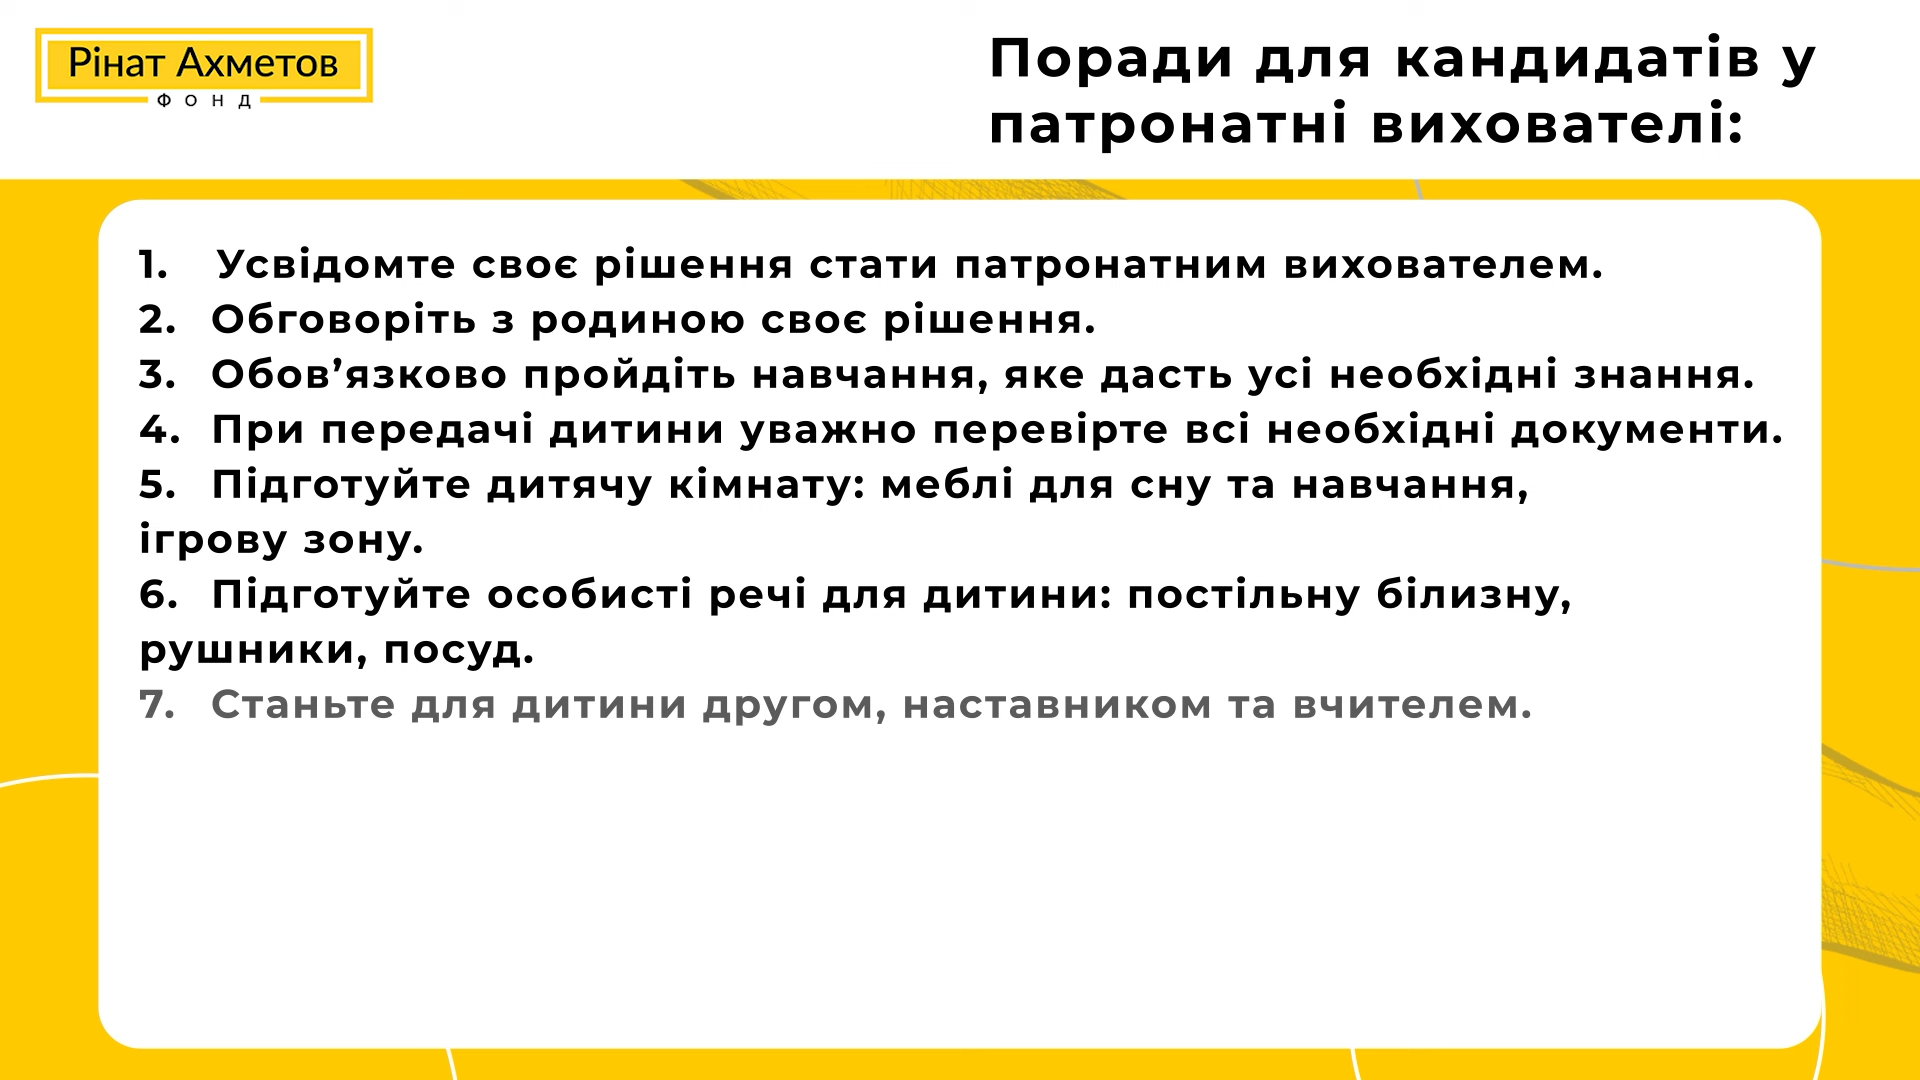 Рінат Ахметов
ФОНД
Поради для кандидатів у
патронатні вихователі:
1. Усвідомте своє рішення стати патронатним вихователем.
2. Обговоріть з родиною своє рішення.
3. Обов’язково пройдіть навчання, яке дасть усі необхідні знання.
4. При передачі дитини уважно перевірте всі необхідні документи.
5. Підготуйте дитячу кімнату: меблі для сну та навчання,
ігрову зону.
6. Підготуйте особисті речі для дитини: постільну білизну,
рушники, посуд.
7. Станьте для дитини другом, наставником та вчителем.